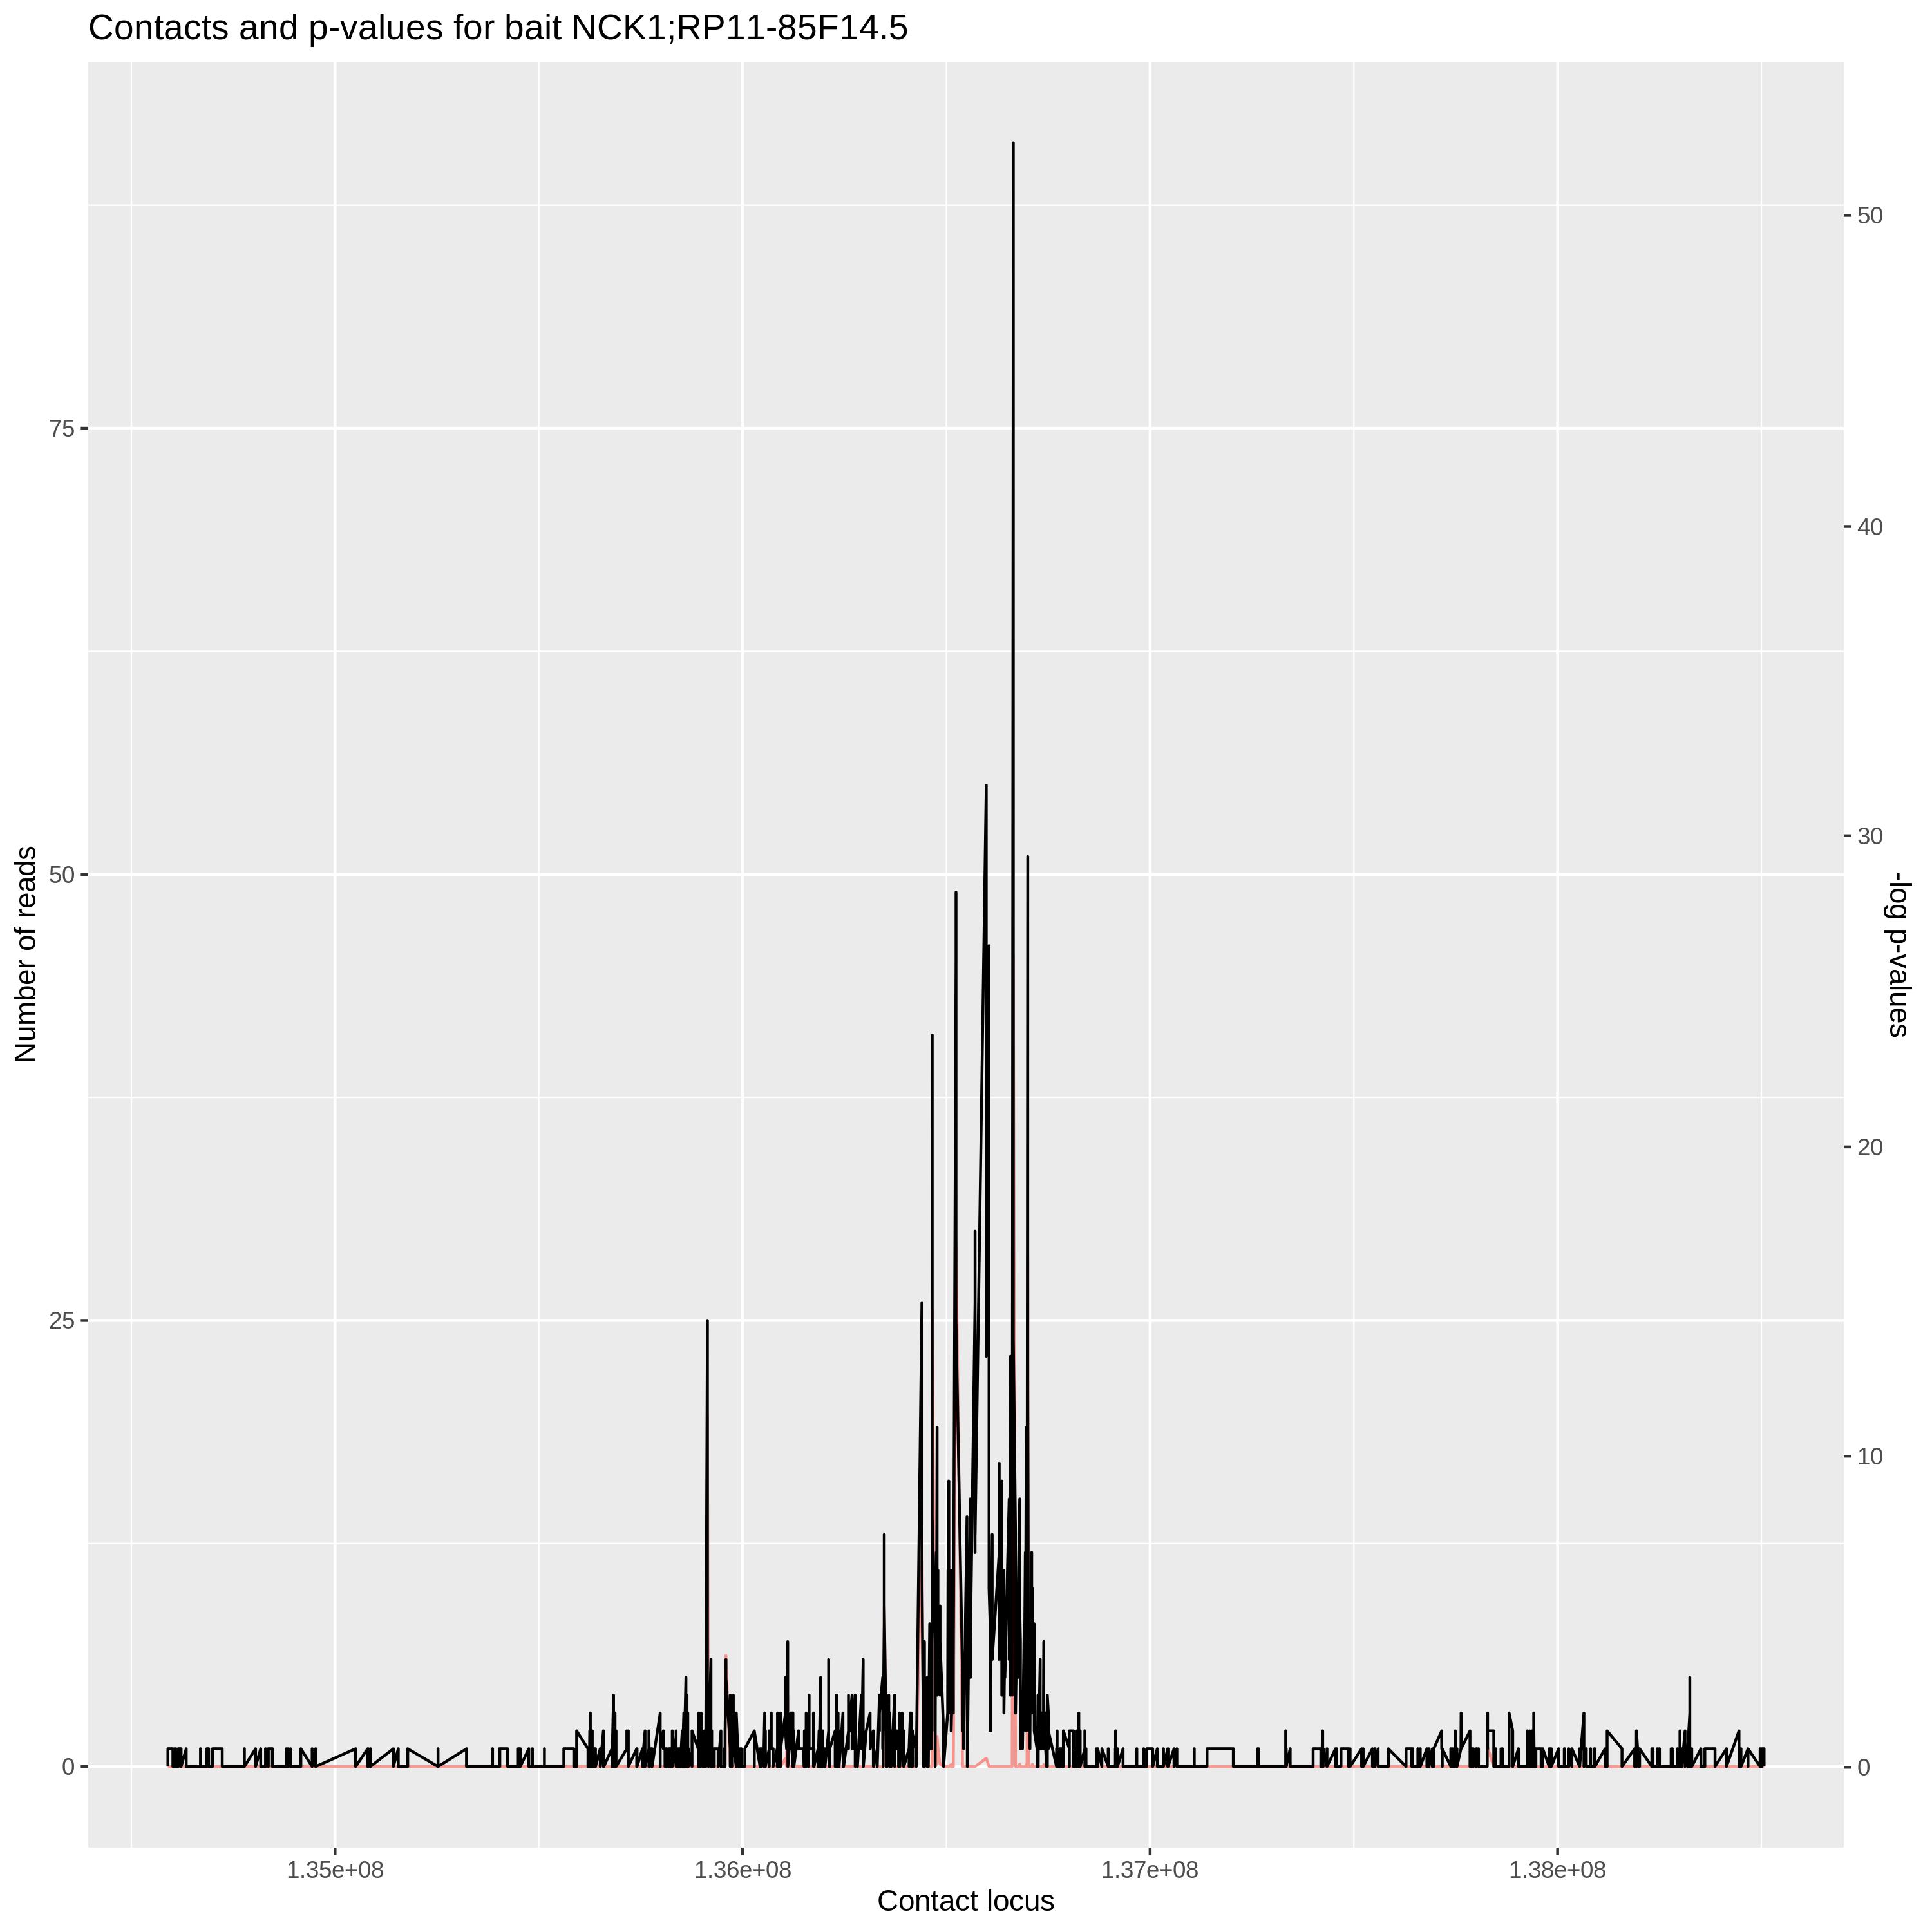 Contacts and p-values for bait NCK1;RP11-85F14.5
Number of reads
75
50
25
0
50
40
30
20
10
0
-log p-values
1.35e+08 1.36e+08 1.37e+08 1.38e+08
Contact locus